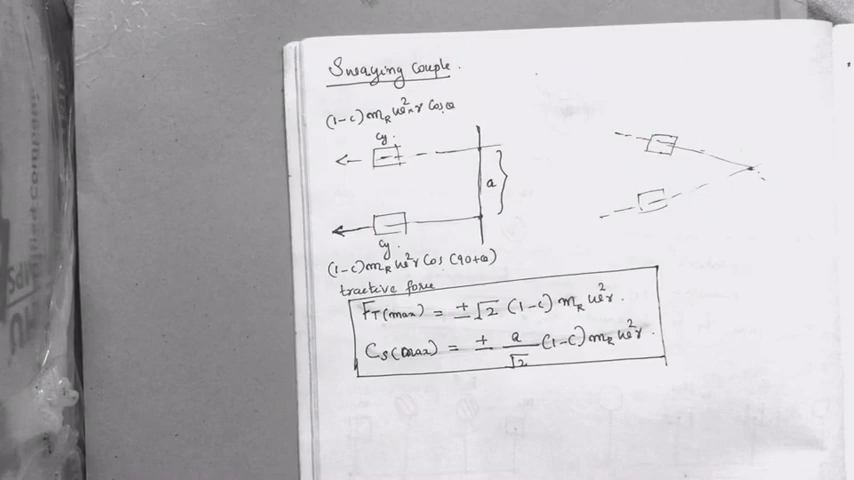 Swaying Couple.
(1-c) m_R ω² r Cos θ
Cy.
a
Cy.
(1-c) m_R ω² r Cos (90+θ)
tractive force
F_T(max) = ± √2 (1-c) m_R ω² r.
C_S(max) = ± a/√2 (1-c) m_R ω² r.